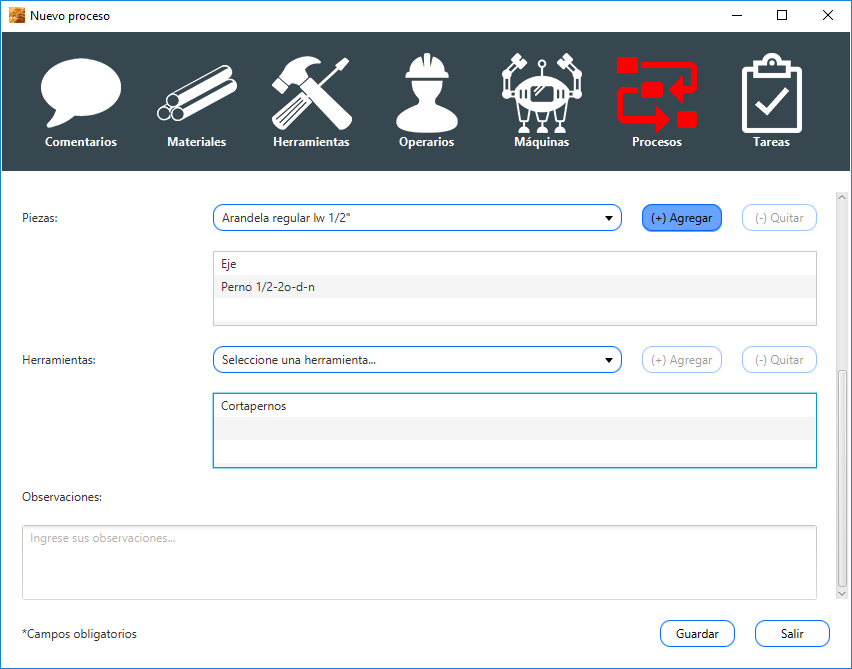 Nuevo proceso
Comentarios Materiales Herramientas Operarios Máquinas Procesos Tareas
Piezas: Arandela regular lw 1/2" (+) Agregar (-) Quitar
Eje
Perno 1/2-2o-d-n
Herramientas: Seleccione una herramienta... (+) Agregar (-) Quitar
Cortapernos
Observaciones:
Ingrese sus observaciones...
*Campos obligatorios Guardar Salir